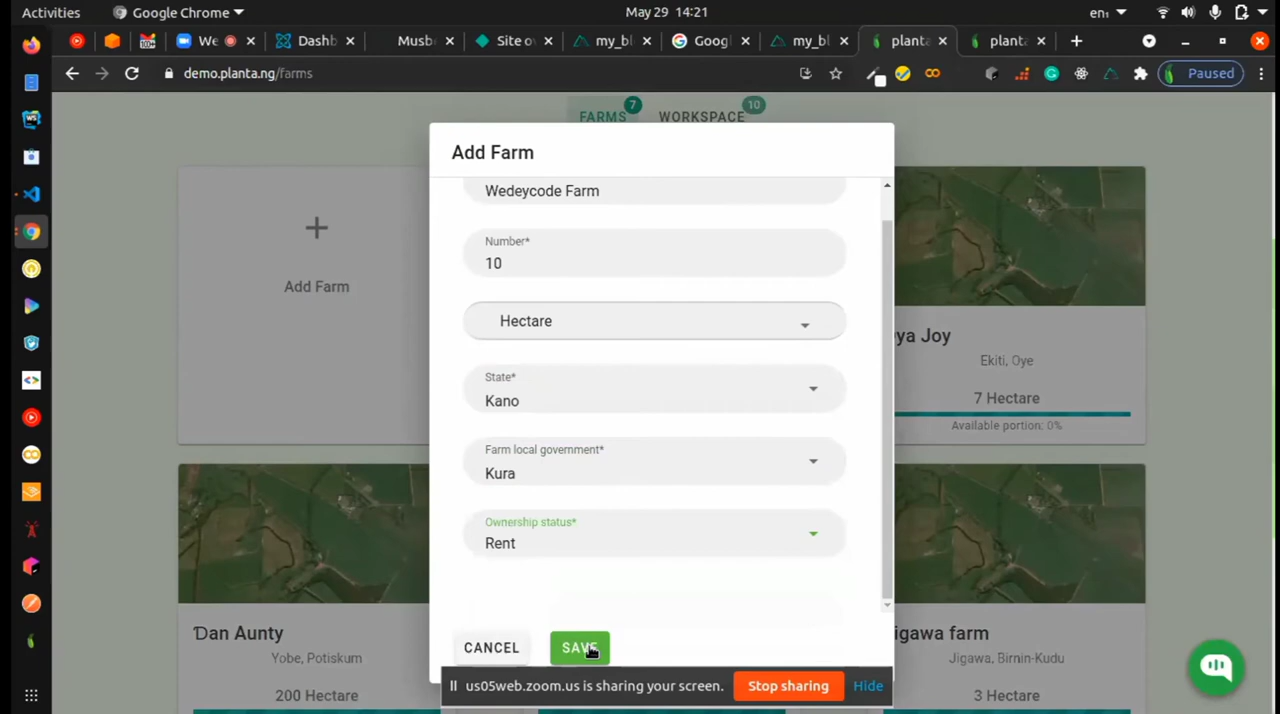 Activities
Google Chrome
May 29 14:21
en₁
We
Dashb
Musb
Site o
my_bl
Googl
my_bl
planta
planta
demo.planta.ng/farms
Paused
FARMS
7
WORKSPACE
10
Add Farm
Wedeycode Farm
Number*
10
Hectare
State*
Kano
Farm local government*
Kura
Ownership status*
Rent
CANCEL
SAVE
Add Farm
ya Joy
Ekiti, Oye
7 Hectare
Available portion: 0%
Ɗan Aunty
Yobe, Potiskum
200 Hectare
igawa farm
Jigawa, Birnin-Kudu
3 Hectare
us05web.zoom.us is sharing your screen.
Stop sharing
Hide